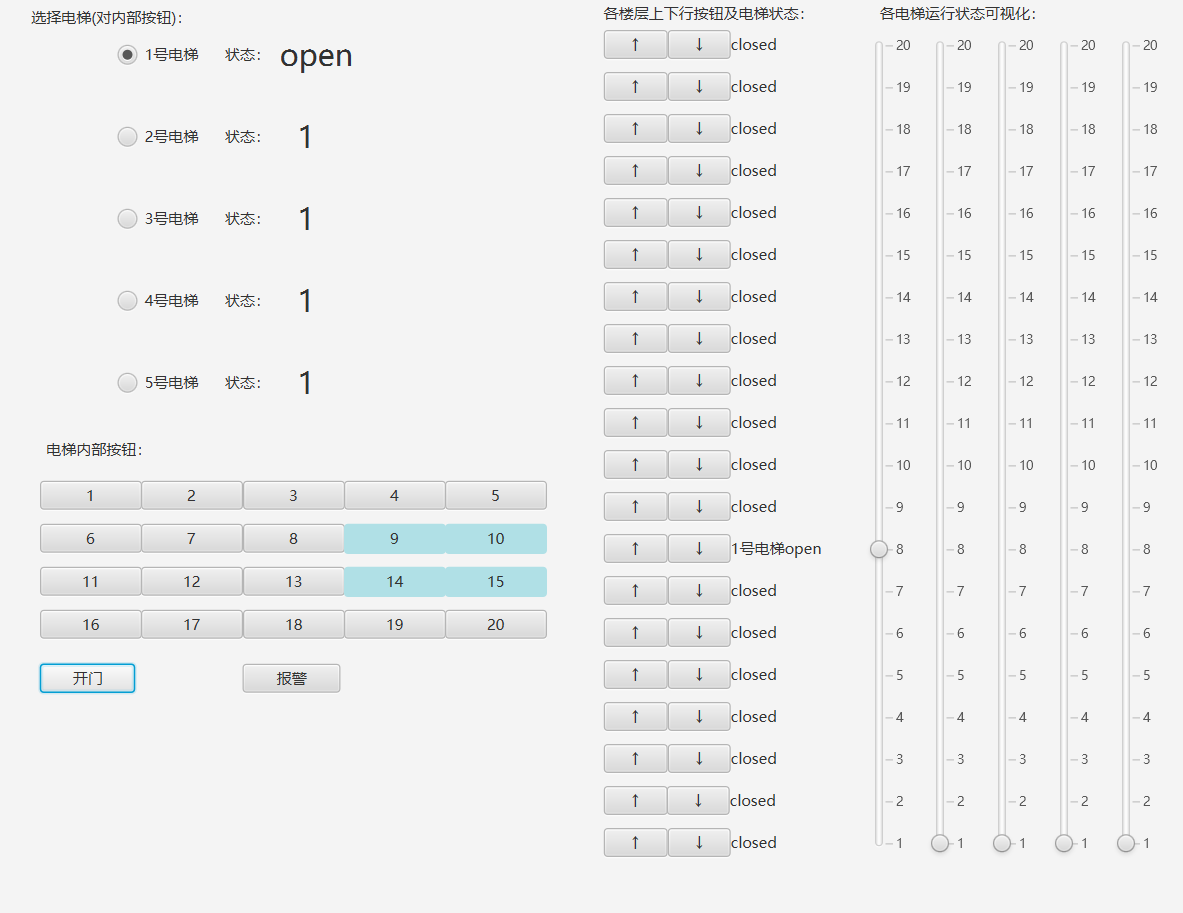 选择电梯(对内部按钮):
1号电梯 状态: open
2号电梯 状态: 1
3号电梯 状态: 1
4号电梯 状态: 1
5号电梯 状态: 1
电梯内部按钮:
1 2 3 4 5
6 7 8 9 10
11 12 13 14 15
16 17 18 19 20
开门 报警
各楼层上下行按钮及电梯状态:
↑ ↓ closed
↑ ↓ closed
↑ ↓ closed
↑ ↓ closed
↑ ↓ closed
↑ ↓ closed
↑ ↓ closed
↑ ↓ closed
↑ ↓ closed
↑ ↓ closed
↑ ↓ closed
↑ ↓ closed
↑ ↓ 1号电梯open
↑ ↓ closed
↑ ↓ closed
↑ ↓ closed
↑ ↓ closed
↑ ↓ closed
↑ ↓ closed
↑ ↓ closed
各电梯运行状态可视化:
20 20 20 20 20
19 19 19 19 19
18 18 18 18 18
17 17 17 17 17
16 16 16 16 16
15 15 15 15 15
14 14 14 14 14
13 13 13 13 13
12 12 12 12 12
11 11 11 11 11
10 10 10 10 10
9 9 9 9 9
8 8 8 8 8
7 7 7 7 7
6 6 6 6 6
5 5 5 5 5
4 4 4 4 4
3 3 3 3 3
2 2 2 2 2
1 1 1 1 1